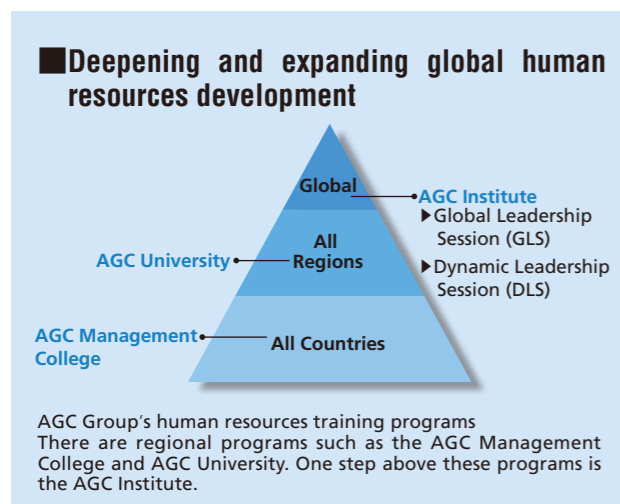 ■Deepening and expanding global human
resources development
Global
AGC Institute
▶Global Leadership
Session (GLS)
▶Dynamic Leadership
Session (DLS)
All
Regions
AGC University
AGC Management
College
All Countries
AGC Group's human resources training programs
There are regional programs such as the AGC Management
College and AGC University. One step above these programs is
the AGC Institute.